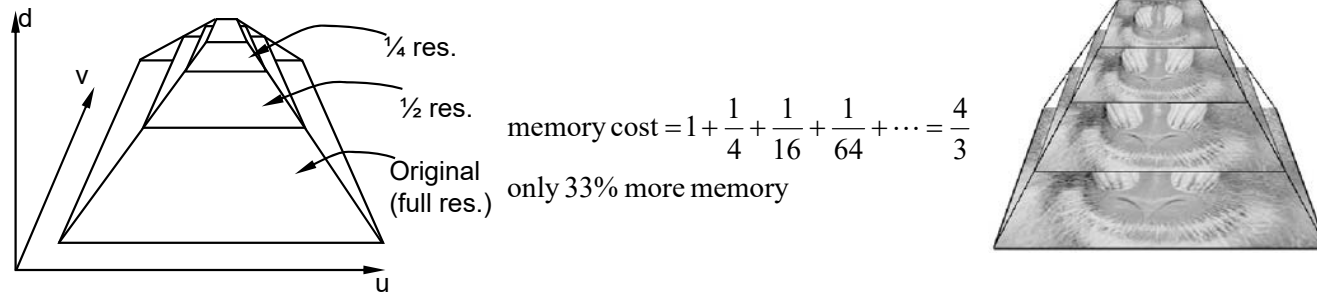 d
v
¼ res.
½ res.
Original
(full res.)
u
memory cost = 1 + 1/4 + 1/16 + 1/64 + ⋯ = 4/3
only 33% more memory